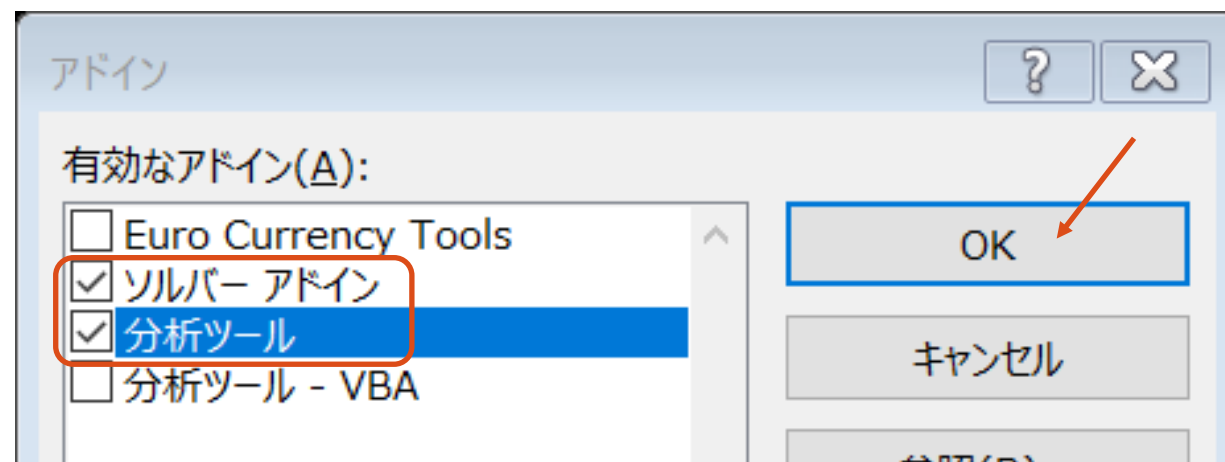 アドイン
有効なアドイン(A):
Euro Currency Tools
ソルバー アドイン
分析ツール
分析ツール - VBA
OK
キャンセル